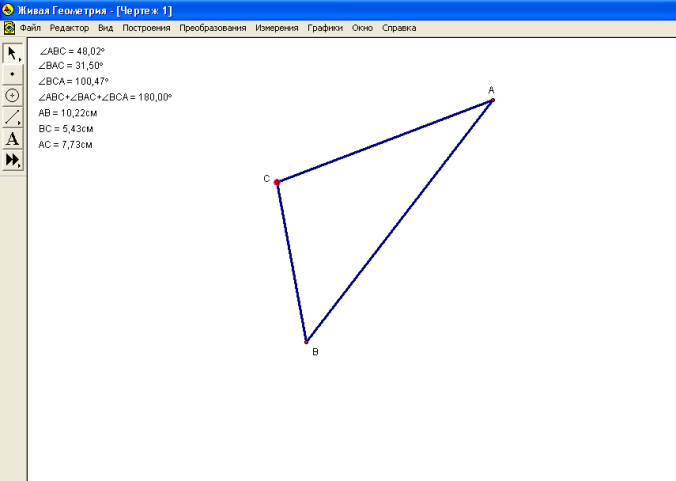 Живая Геометрия - [Чертеж 1]
Файл Редактор Вид Построения Преобразования Измерения Графики Окно Справка
∠ABC = 48,02°
∠BAC = 31,50°
∠BCA = 100,47°
∠ABC+∠BAC+∠BCA = 180,00°
AB = 10,22см
BC = 5,43см
AC = 7,73см
A
A
C
B